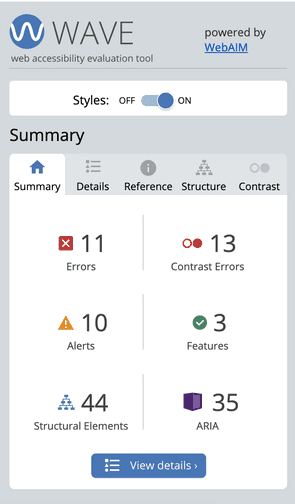 WAVE
powered by
WebAIM
web accessibility evaluation tool
Styles: OFF ON
Summary
Summary Details Reference Structure Contrast
11 13
Errors Contrast Errors
10 3
Alerts Features
44 35
Structural Elements ARIA
View details ›